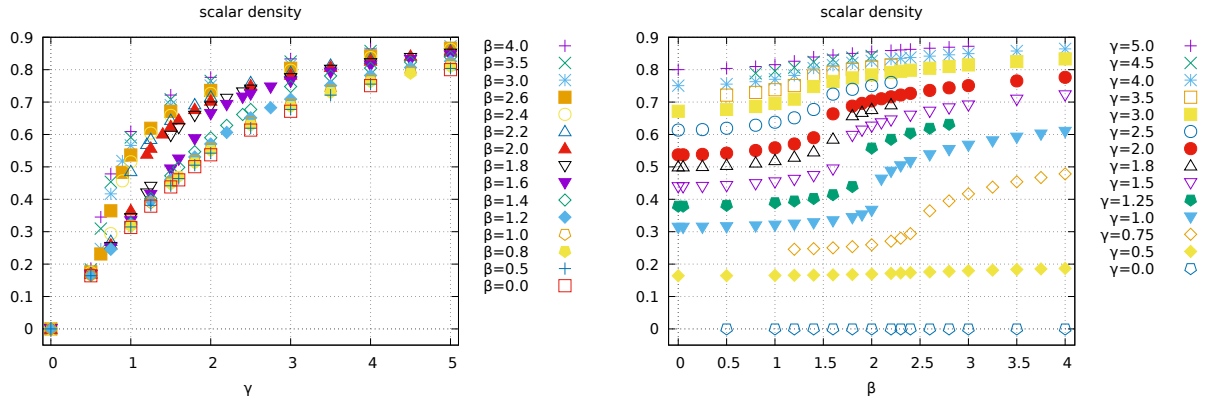 scalar density
0.9
0.8
0.7
0.6
0.5
0.4
0.3
0.2
0.1
0
0 1 2 3 4 5
γ
β=4.0
β=3.5
β=3.0
β=2.6
β=2.4
β=2.2
β=2.0
β=1.8
β=1.6
β=1.4
β=1.2
β=1.0
β=0.8
β=0.5
β=0.0
scalar density
0.9
0.8
0.7
0.6
0.5
0.4
0.3
0.2
0.1
0
0 0.5 1 1.5 2 2.5 3 3.5 4
β
γ=5.0
γ=4.5
γ=4.0
γ=3.5
γ=3.0
γ=2.5
γ=2.0
γ=1.8
γ=1.5
γ=1.25
γ=1.0
γ=0.75
γ=0.5
γ=0.0